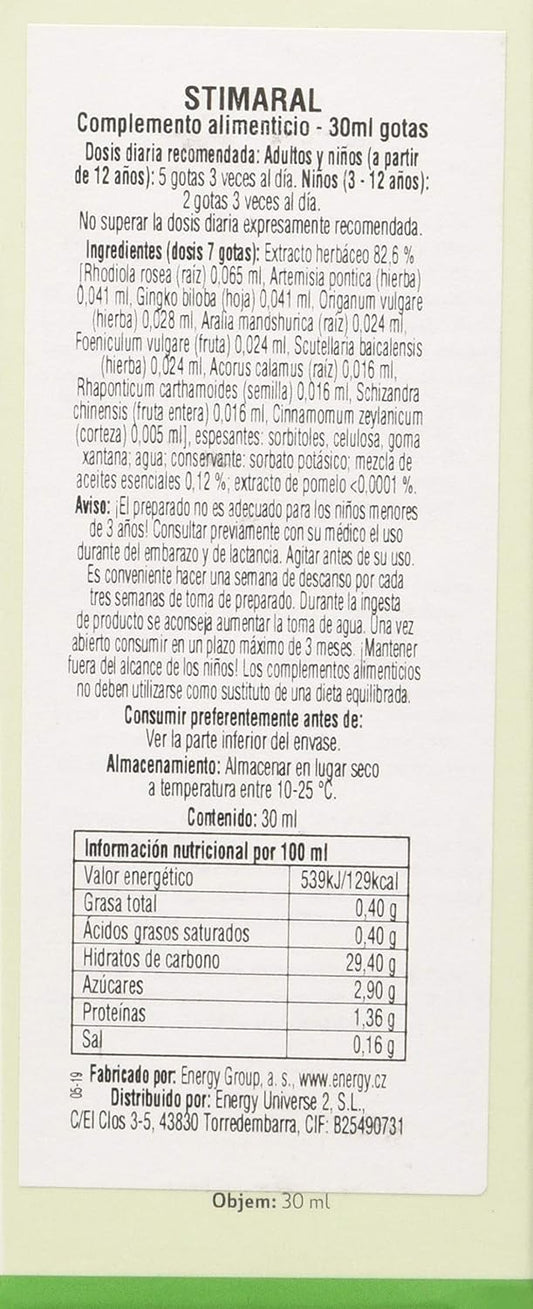 STIMARAL
Complemento alimenticio - 30ml gotas
Dosis diaria recomendada: Adultos y niños (a partir
de 12 años): 5 gotas 3 veces al día. Niños (3 - 12 años):
2 gotas 3 veces al día.
No superar la dosis diaria expresamente recomendada.
Ingredientes (dosis 7 gotas): Extracto herbáceo 82,6 %
[Rhodiola rosea (raíz) 0,065 ml, Artemisia pontica (hierba)
0,041 ml, Gingko biloba (hoja) 0,041 ml, Origanum vulgare
(hierba) 0,028 ml, Aralia mandshurica (raíz) 0,024 ml,
Foeniculum vulgare (fruta) 0,024 ml, Scutellaria baicalensis
(hierba) 0,024 ml, Acorus calamus (raíz) 0,016 ml,
Rhaponticum carthamoides (semilla) 0,016 ml, Schizandra
chinensis (fruta entera) 0,016 ml, Cinnamomum zeylanicum
(corteza) 0,005 ml], espesantes: sorbitoles, celulosa, goma
xantana; agua; conservante: sorbato potásico; mezcla de
aceites esenciales 0,12 %; extracto de pomelo <0,0001 %.
Aviso: ¡El preparado no es adecuado para los niños menores
de 3 años! Consultar previamente con su médico el uso
durante del embarazo y de lactancia. Agitar antes de su uso.
Es conveniente hacer una semana de descanso por cada
tres semanas de toma de preparado. Durante la ingesta
de producto se aconseja aumentar la toma de agua. Una vez
abierto consumir en un plazo máximo de 3 meses. ¡Mantener
fuera del alcance de los niños! Los complementos alimenticios
no deben utilizarse como sustituto de una dieta equilibrada.
Consumir preferentemente antes de:
Ver la parte inferior del envase.
Almacenamiento: Almacenar en lugar seco
a temperatura entre 10-25 °C.
Contenido: 30 ml
Información nutricional por 100 ml
Valor energético 539kJ/129kcal
Grasa total 0,40 g
Ácidos grasos saturados 0,40 g
Hidratos de carbono 29,40 g
Azúcares 2,90 g
Proteínas 1,36 g
Sal 0,16 g
05-19
Fabricado por: Energy Group, a. s., www.energy.cz
Distribuido por: Energy Universe 2, S.L.,
C/El Clos 3-5, 43830 Torredembarra, CIF: B25490731
Objem: 30 ml